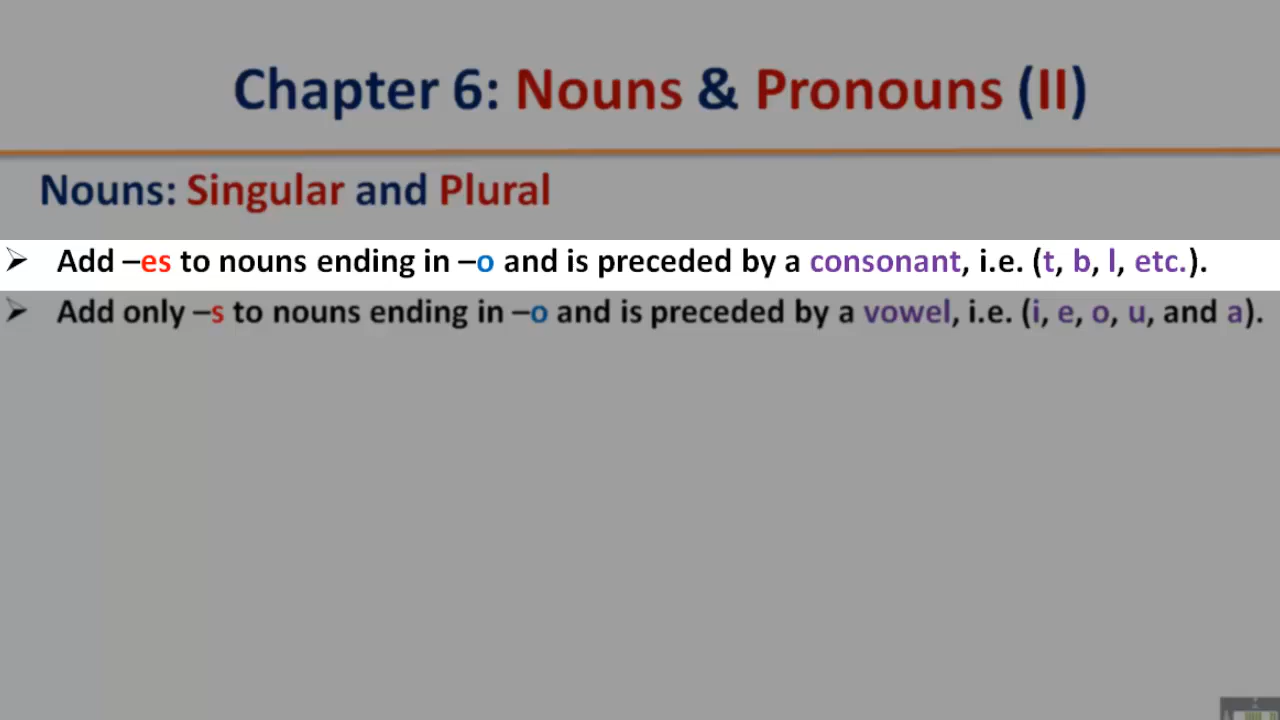 Chapter 6: Nouns & Pronouns (II)
Nouns: Singular and Plural
➢ Add –es to nouns ending in –o and is preceded by a consonant, i.e. (t, b, l, etc.).
➢ Add only –s to nouns ending in –o and is preceded by a vowel, i.e. (i, e, o, u, and a).